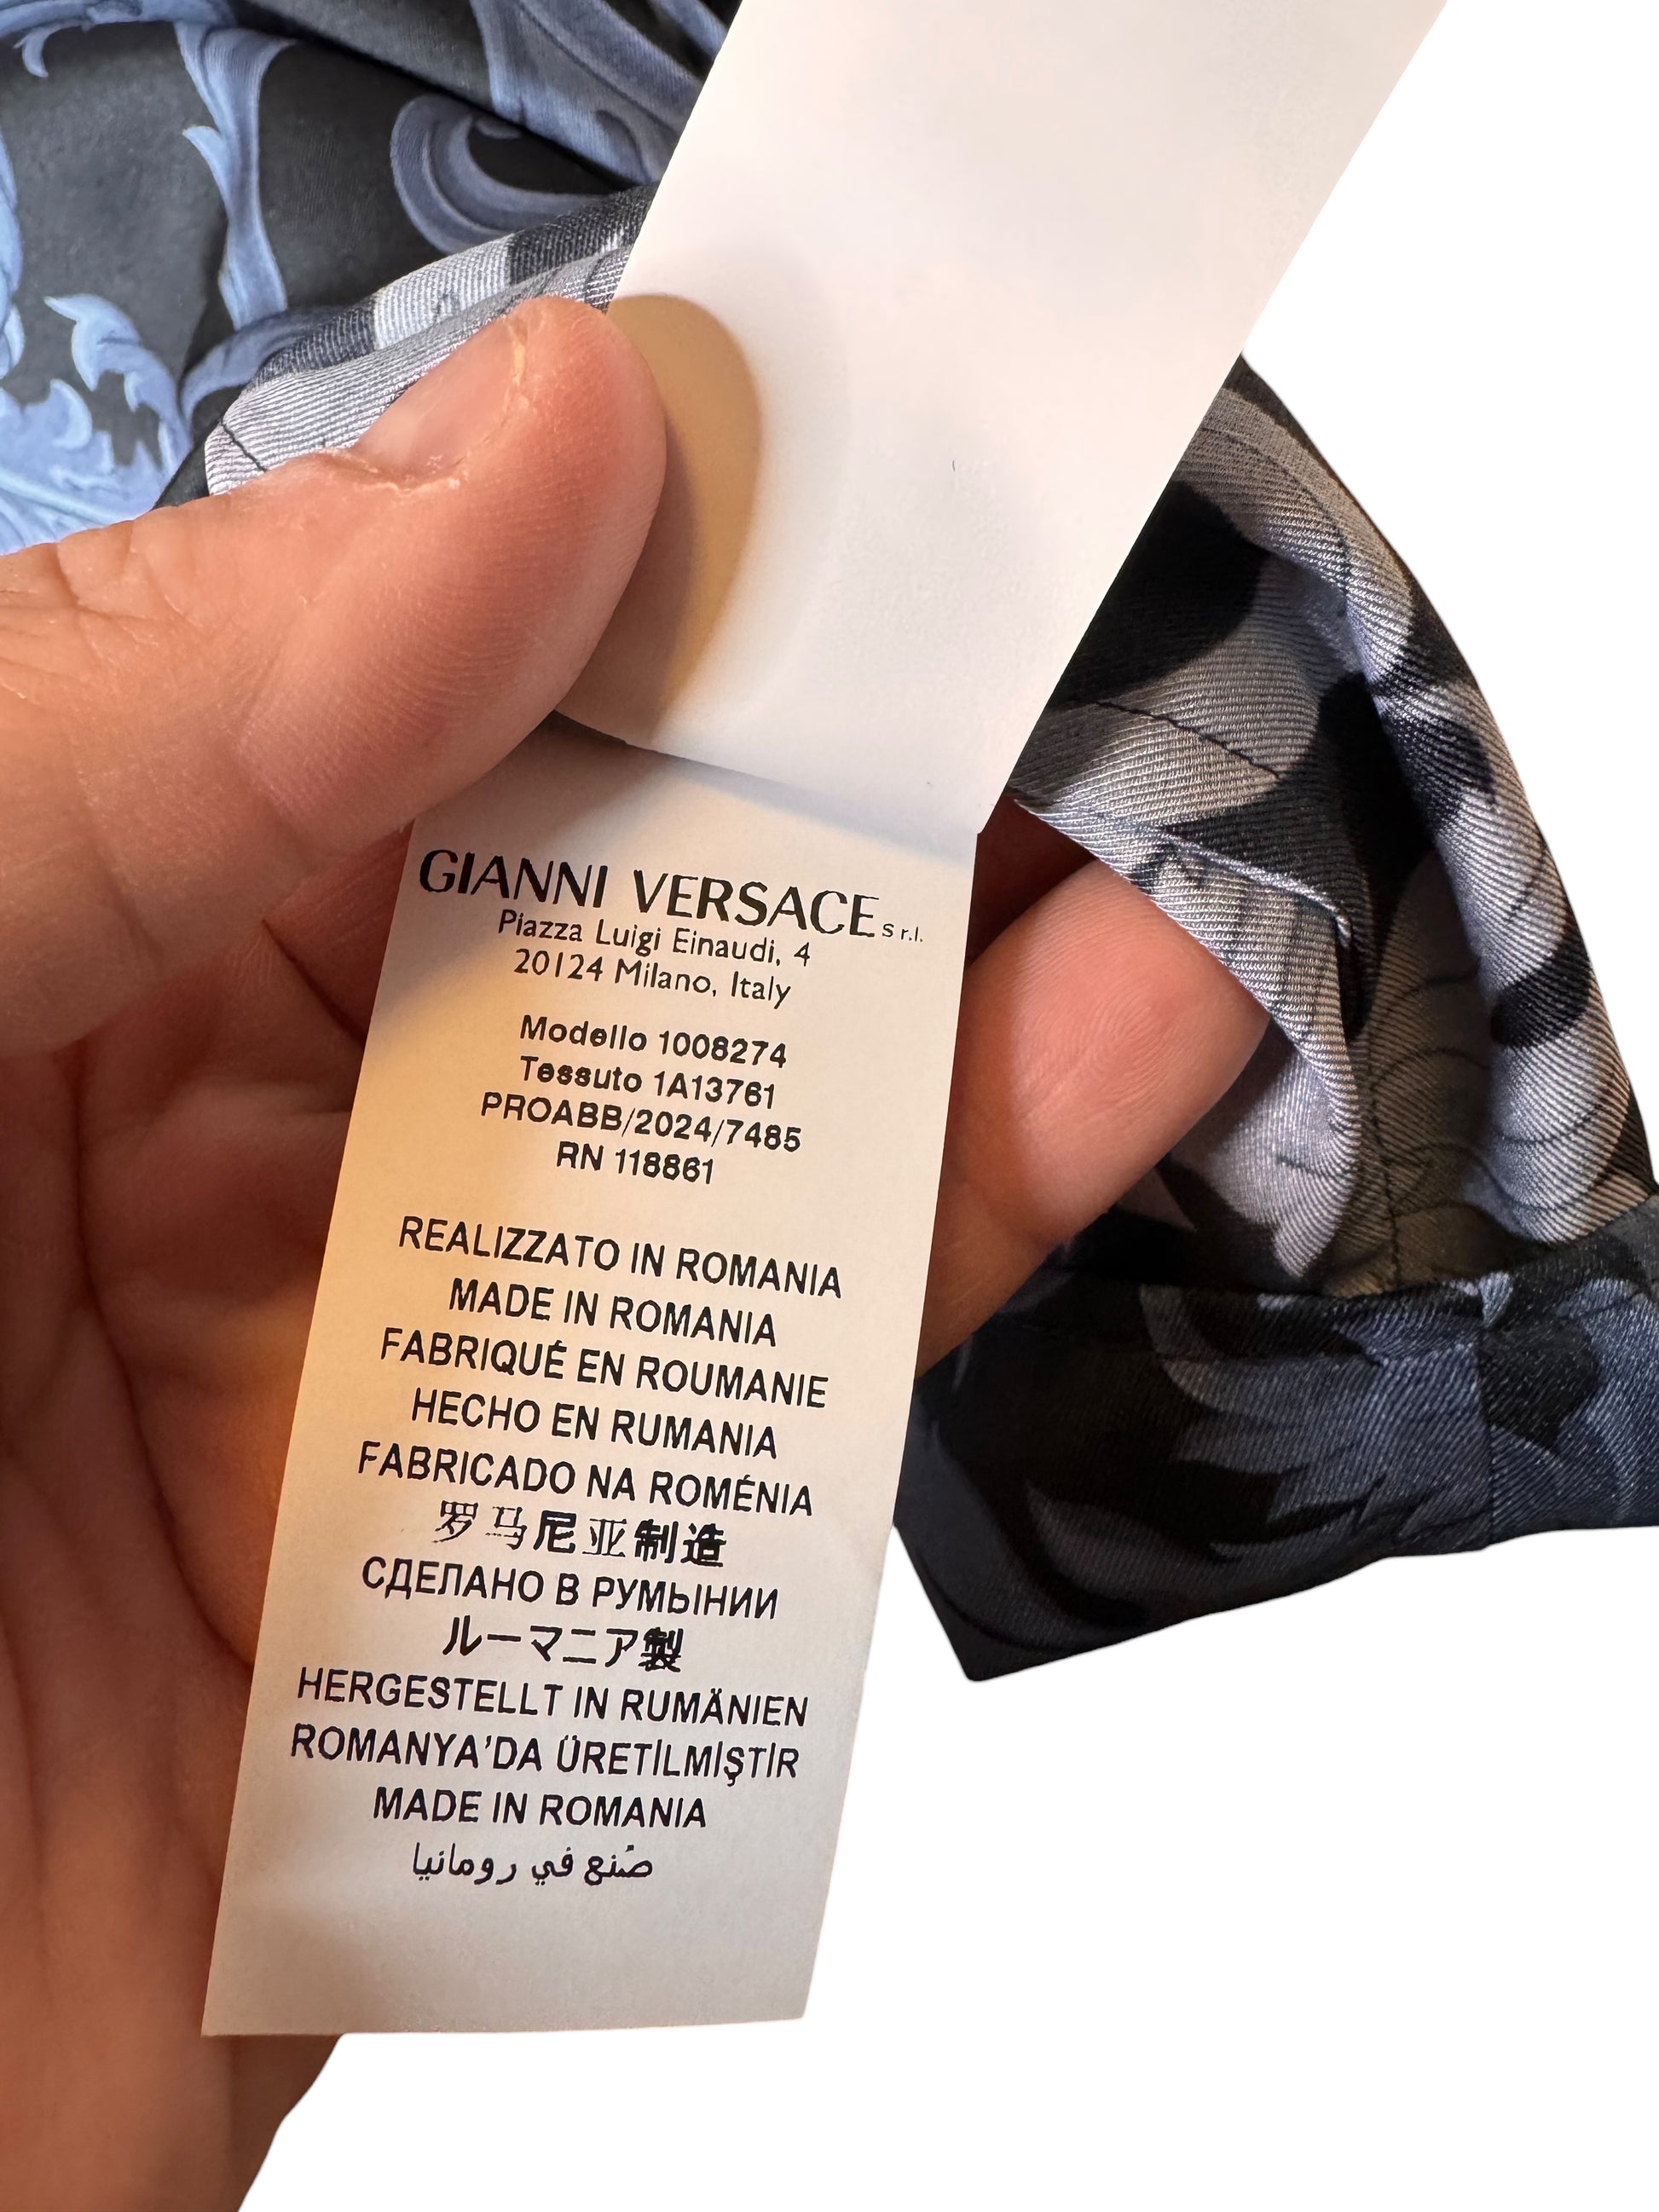 GIANNI VERSACE s r.l.
Piazza Luigi Einaudi, 4
20124 Milano, Italy
Modello 1008274
Tessuto 1A13761
PROABB/2024/7485
RN 118861
REALIZZATO IN ROMANIA
MADE IN ROMANIA
FABRIQUÉ EN ROUMANIE
HECHO EN RUMANIA
FABRICADO NA ROMÉNIA
罗马尼亚制造
СДЕЛАНО В РУМЫНИИ
ルーマニア製
HERGESTELLT IN RUMÄNIEN
ROMANYA'DA ÜRETİLMİŞTİR
MADE IN ROMANIA
صُنع في رومانيا